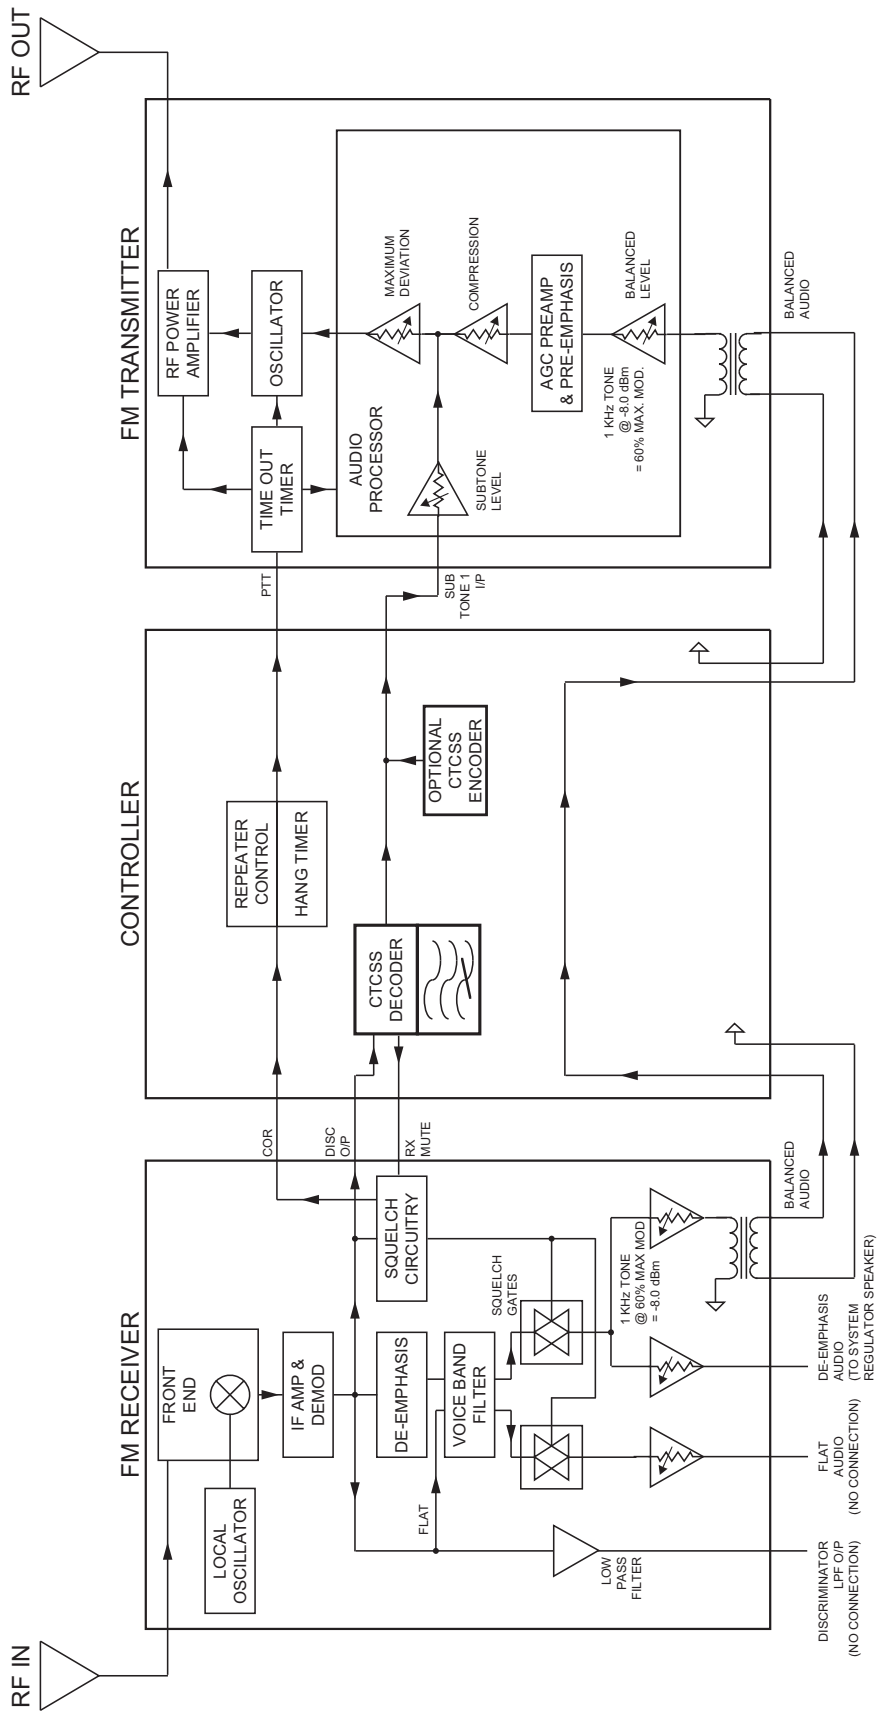 RF IN
RF OUT
FM RECEIVER
CONTROLLER
FM TRANSMITTER
LOCAL
OSCILLATOR
FRONT
END
IF AMP &
DEMOD
DE-EMPHASIS
VOICE BAND
FILTER
FLAT
SQUELCH
CIRCUITRY
SQUELCH
GATES
LOW
PASS
FILTER
1 KHz TONE
@ 60% MAX MOD
= -8.0 dBm
DISCRIMINATOR
LPF O/P
(NO CONNECTION)
FLAT
AUDIO
(NO CONNECTION)
DE-EMPHASIS
AUDIO
(TO SYSTEM
REGULATOR SPEAKER)
BALANCED
AUDIO
COR
DISC
O/P
RX
MUTE
REPEATER
CONTROL
HANG TIMER
CTCSS
DECODER
OPTIONAL
CTCSS
ENCODER
PTT
SUB
TONE 1
I/P
TIME OUT
TIMER
OSCILLATOR
RF POWER
AMPLIFIER
AUDIO
PROCESSOR
SUBTONE
LEVEL
MAXIMUM
DEVIATION
COMPRESSION
AGC PREAMP
& PRE-EMPHASIS
1 KHz TONE
@ -8.0 dBm
= 60% MAX. MOD.
BALANCED
LEVEL
BALANCED
AUDIO